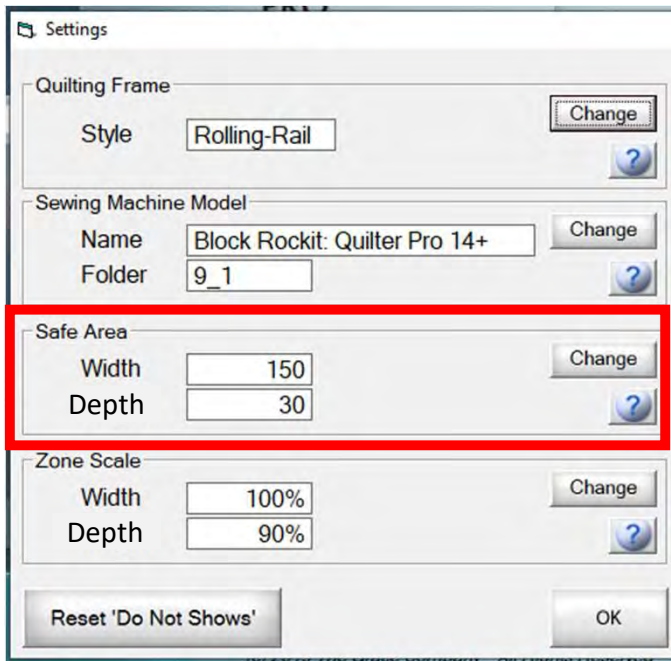 Settings
Quilting Frame
Style Rolling-Rail Change
?
Sewing Machine Model
Name Block Rockit: Quilter Pro 14+ Change
Folder 9_1 ?
Safe Area
Width 150 Change
Depth 30 ?
Zone Scale
Width 100% Change
Depth 90% ?
Reset 'Do Not Shows' OK